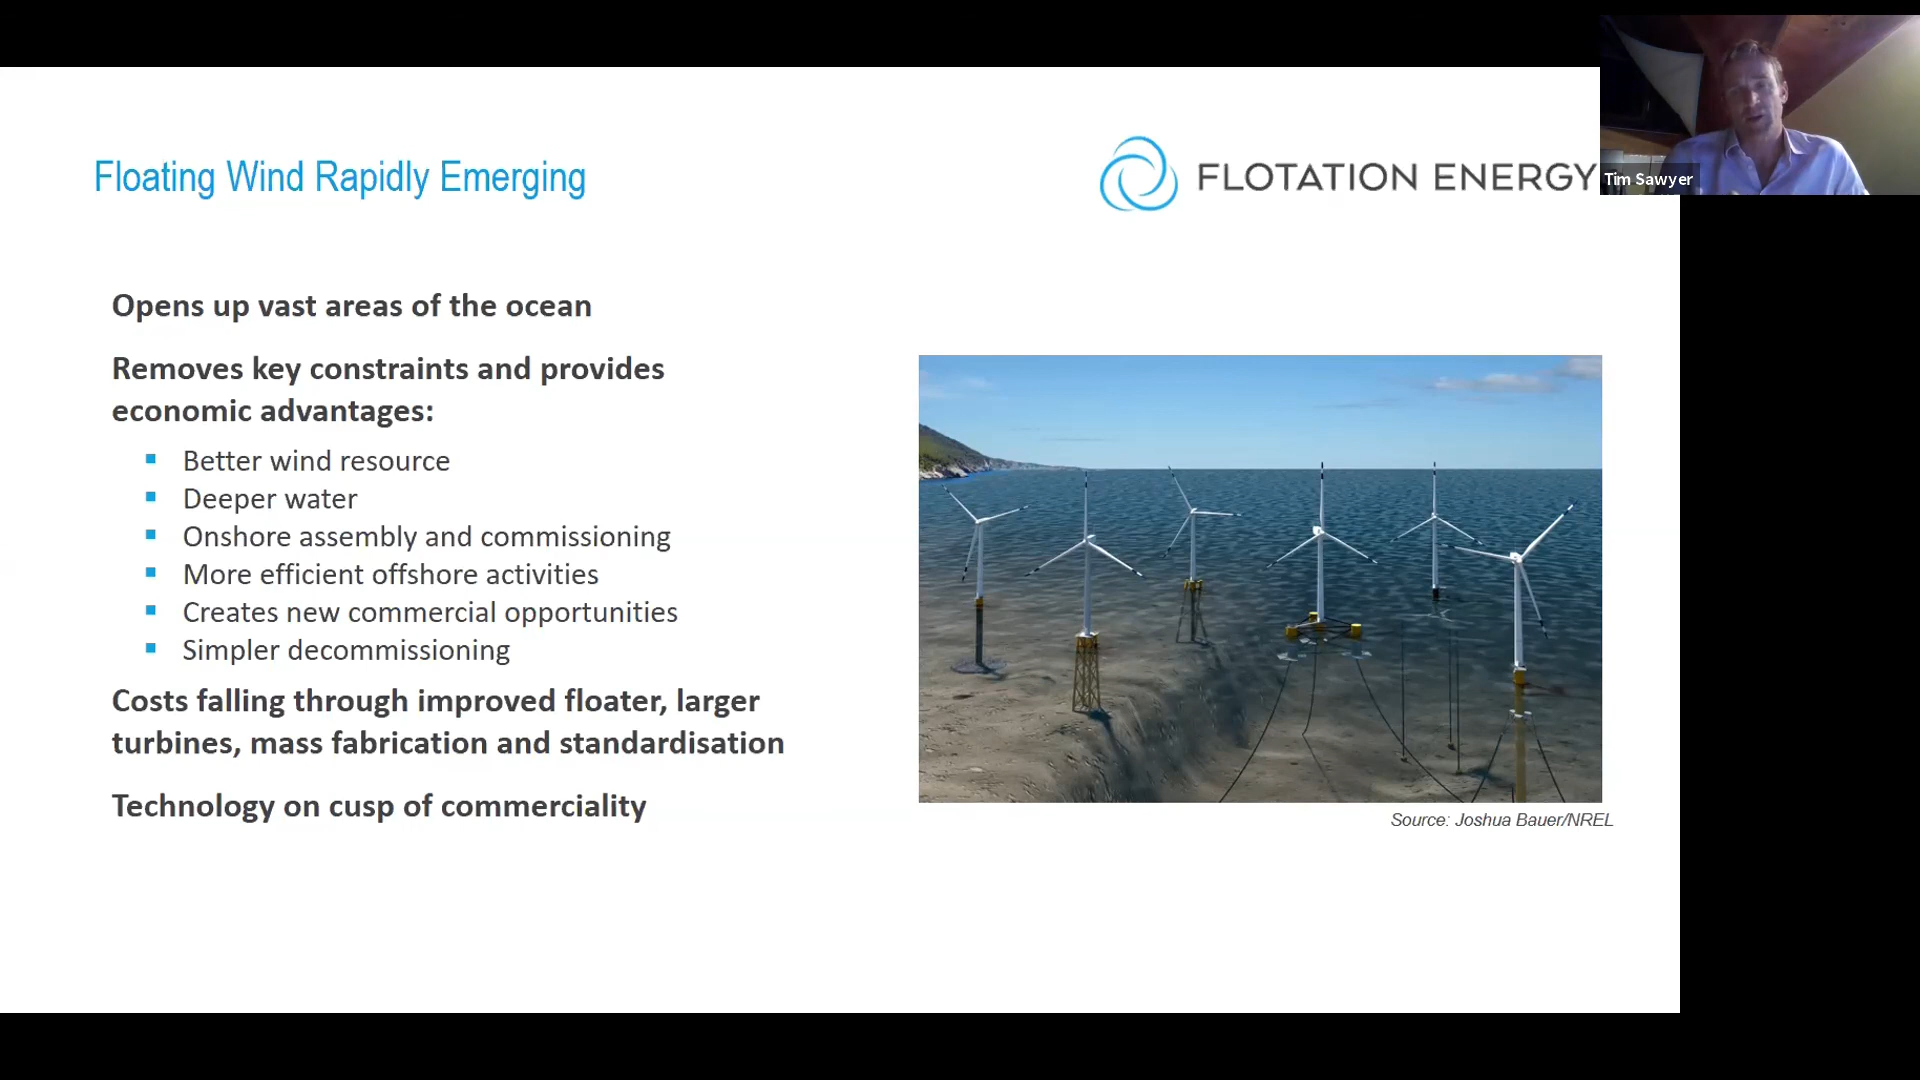 Floating Wind Rapidly Emerging
FLOTATION ENERGY
Tim Sawyer
Opens up vast areas of the ocean
Removes key constraints and provides
economic advantages:
Better wind resource
Deeper water
Onshore assembly and commissioning
More efficient offshore activities
Creates new commercial opportunities
Simpler decommissioning
Costs falling through improved floater, larger
turbines, mass fabrication and standardisation
Technology on cusp of commerciality
Source: Joshua Bauer/NREL